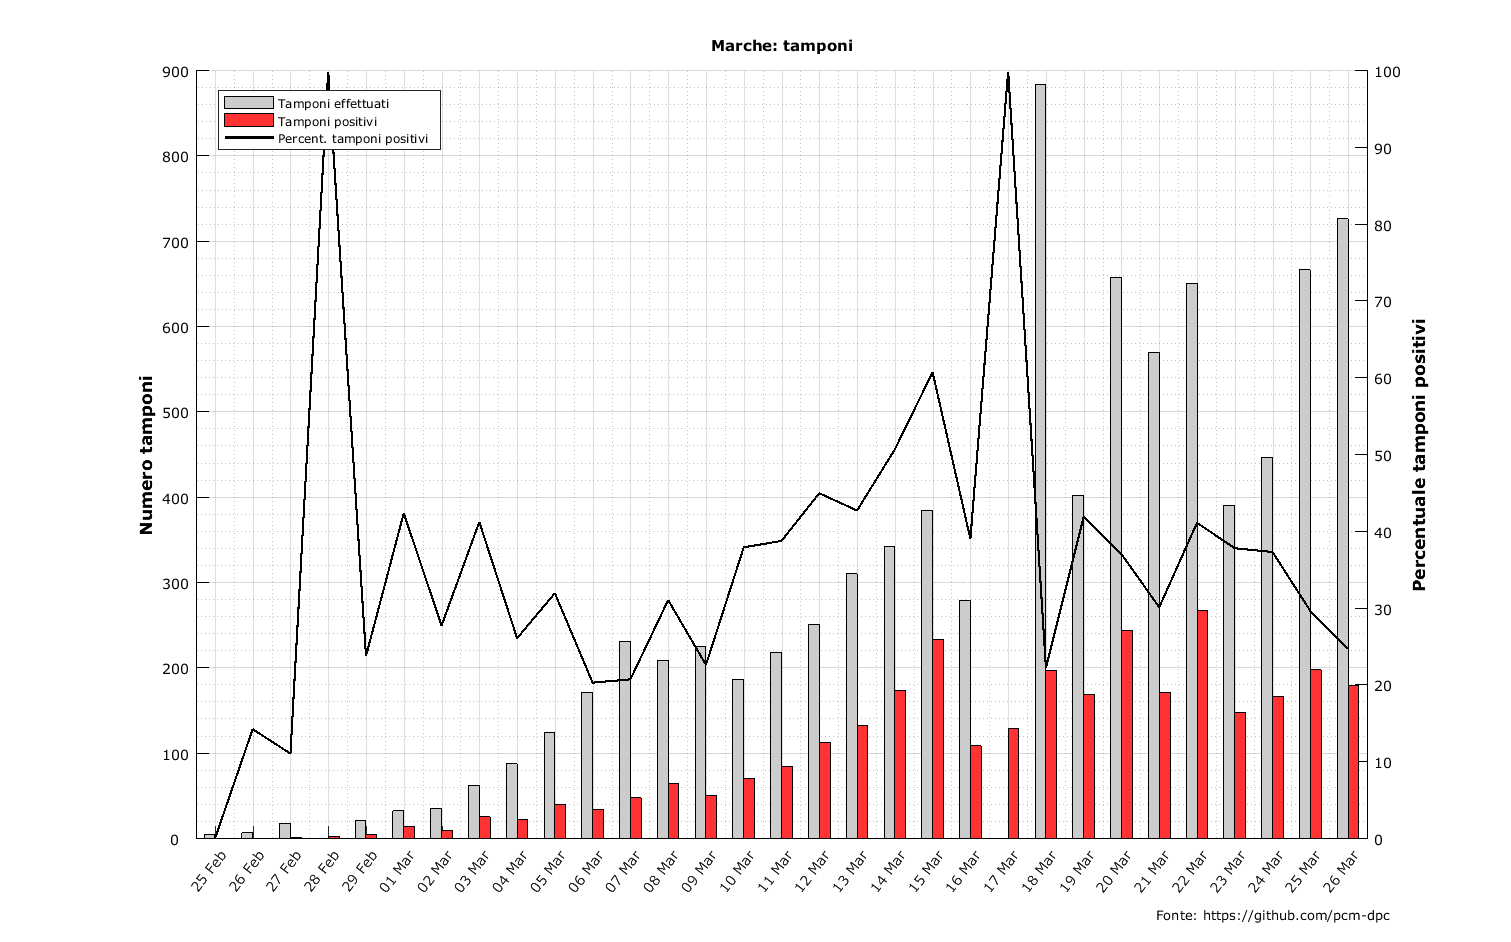 Marche: tamponi
Tamponi effettuati
Tamponi positivi
Percent. tamponi positivi
Numero tamponi
900
800
700
600
500
400
300
200
100
0
Percentuale tamponi positivi
100
90
80
70
60
50
40
30
20
10
0
25 Feb
26 Feb
27 Feb
28 Feb
29 Feb
01 Mar
02 Mar
03 Mar
04 Mar
05 Mar
06 Mar
07 Mar
08 Mar
09 Mar
10 Mar
11 Mar
12 Mar
13 Mar
14 Mar
15 Mar
16 Mar
17 Mar
18 Mar
19 Mar
20 Mar
21 Mar
22 Mar
23 Mar
24 Mar
25 Mar
26 Mar
Fonte: https://github.com/pcm-dpc